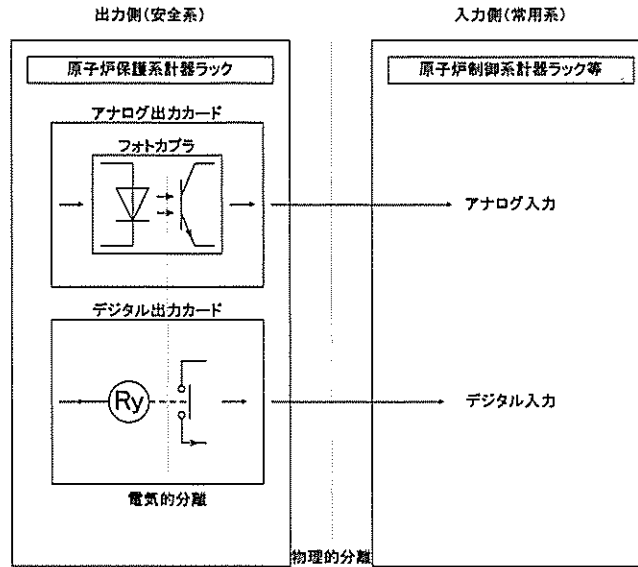 出力側(安全系)
入力側(常用系)
原子炉保護系計器ラック
原子炉制御系計器ラック等
アナログ出力カード
フォトカプラ
アナログ入力
デジタル出力カード
Ry
デジタル入力
電気的分離
物理的分離